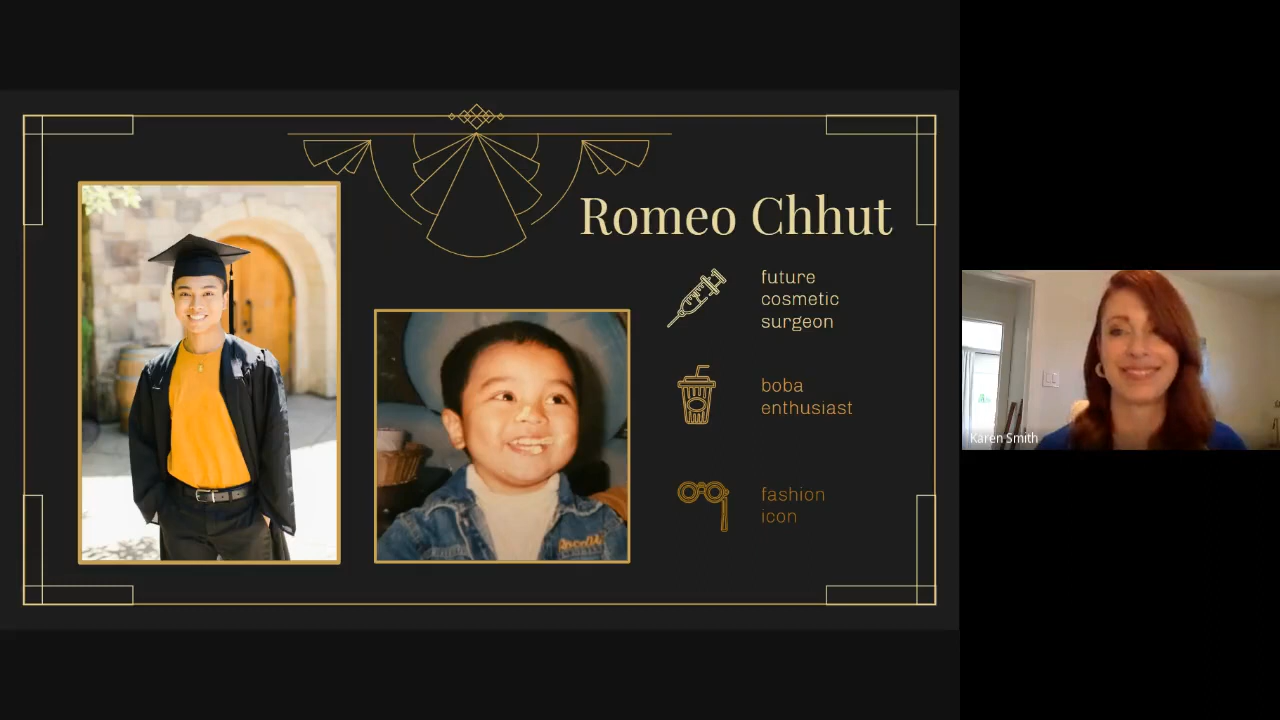 Romeo Chhut
future
cosmetic
surgeon
boba
enthusiast
fashion
icon
Karen Smith